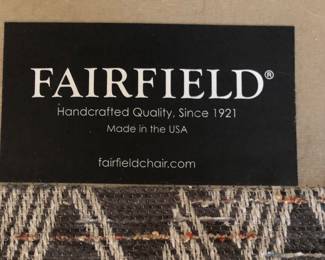 FAIRFIELD®
Handcrafted Quality, Since 1921
Made in the USA
fairfieldchair.com